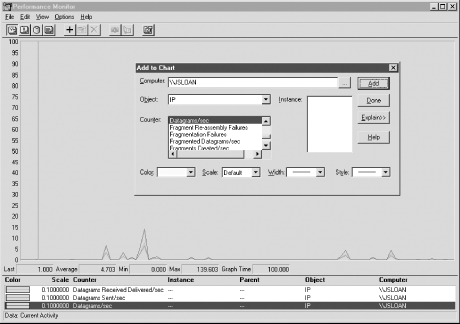 Performance Monitor
File Edit View Options Help
100
95
90
85
80
75
70
65
60
55
50
45
40
35
30
25
20
15
10
5
0
Add to Chart
Computer: \\JSLOAN
Add
Object: IP
Instance:
Done
Counter: Datagrams/sec
Fragment Re-assembly Failures
Fragmentation Failures
Fragmented Datagrams/sec
Fragments Created/sec
Explain>>
Help
Color: Scale: Default Width: Style:
Last 1.000 Average 4.703 Min 0.000 Max 139.603 Graph Time 100.000
Color Scale Counter Instance Parent Object Computer
0.1000000 Datagrams Received Delivered/sec --- --- IP \\JSLOAN
0.1000000 Datagrams Sent/sec --- --- IP \\JSLOAN
0.1000000 Datagrams/sec --- --- IP \\JSLOAN
Data: Current Activity